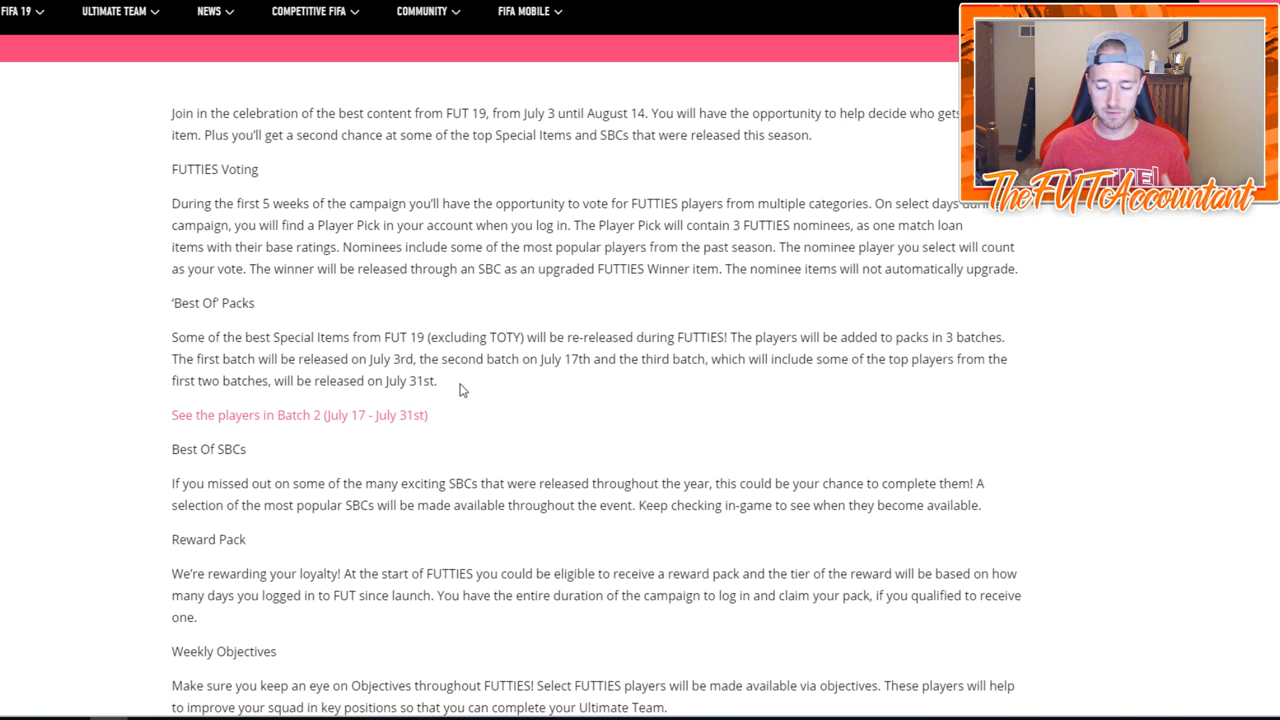 FIFA 19 ULTIMATE TEAM NEWS COMPETITIVE FIFA COMMUNITY FIFA MOBILE
Join in the celebration of the best content from FUT 19, from July 3 until August 14. You will have the opportunity to help decide who gets
item. Plus you'll get a second chance at some of the top Special Items and SBCs that were released this season.
FUTTIES Voting
During the first 5 weeks of the campaign you'll have the opportunity to vote for FUTTIES players from multiple categories. On select days during
campaign, you will find a Player Pick in your account when you log in. The Player Pick will contain 3 FUTTIES nominees, as one match loan
items with their base ratings. Nominees include some of the most popular players from the past season. The nominee player you select will count
as your vote. The winner will be released through an SBC as an upgraded FUTTIES Winner item. The nominee items will not automatically upgrade.
'Best Of' Packs
Some of the best Special Items from FUT 19 (excluding TOTY) will be re-released during FUTTIES! The players will be added to packs in 3 batches.
The first batch will be released on July 3rd, the second batch on July 17th and the third batch, which will include some of the top players from the
first two batches, will be released on July 31st.
See the players in Batch 2 (July 17 - July 31st)
Best Of SBCs
If you missed out on some of the many exciting SBCs that were released throughout the year, this could be your chance to complete them! A
selection of the most popular SBCs will be made available throughout the event. Keep checking in-game to see when they become available.
Reward Pack
We're rewarding your loyalty! At the start of FUTTIES you could be eligible to receive a reward pack and the tier of the reward will be based on how
many days you logged in to FUT since launch. You have the entire duration of the campaign to log in and claim your pack, if you qualified to receive
one.
Weekly Objectives
Make sure you keep an eye on Objectives throughout FUTTIES! Select FUTTIES players will be made available via objectives. These players will help
to improve your squad in key positions so that you can complete your Ultimate Team.
TheFUTAccountant